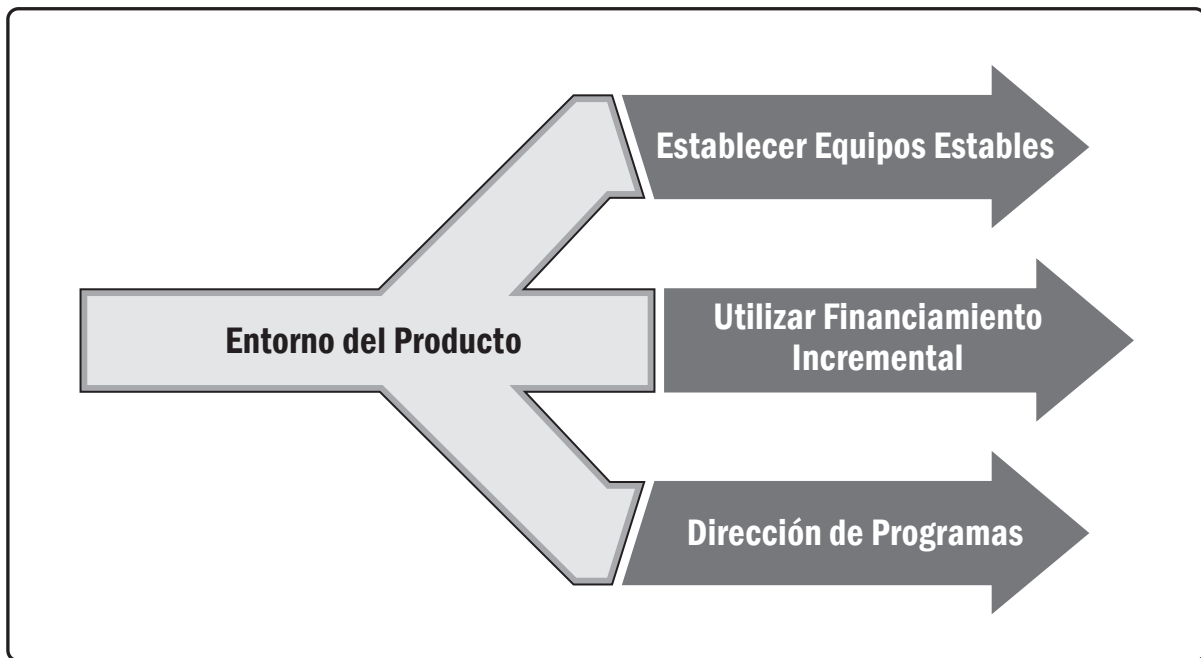 Establecer Equipos Estables
Entorno del Producto
Utilizar Financiamiento
Incremental
Dirección de Programas